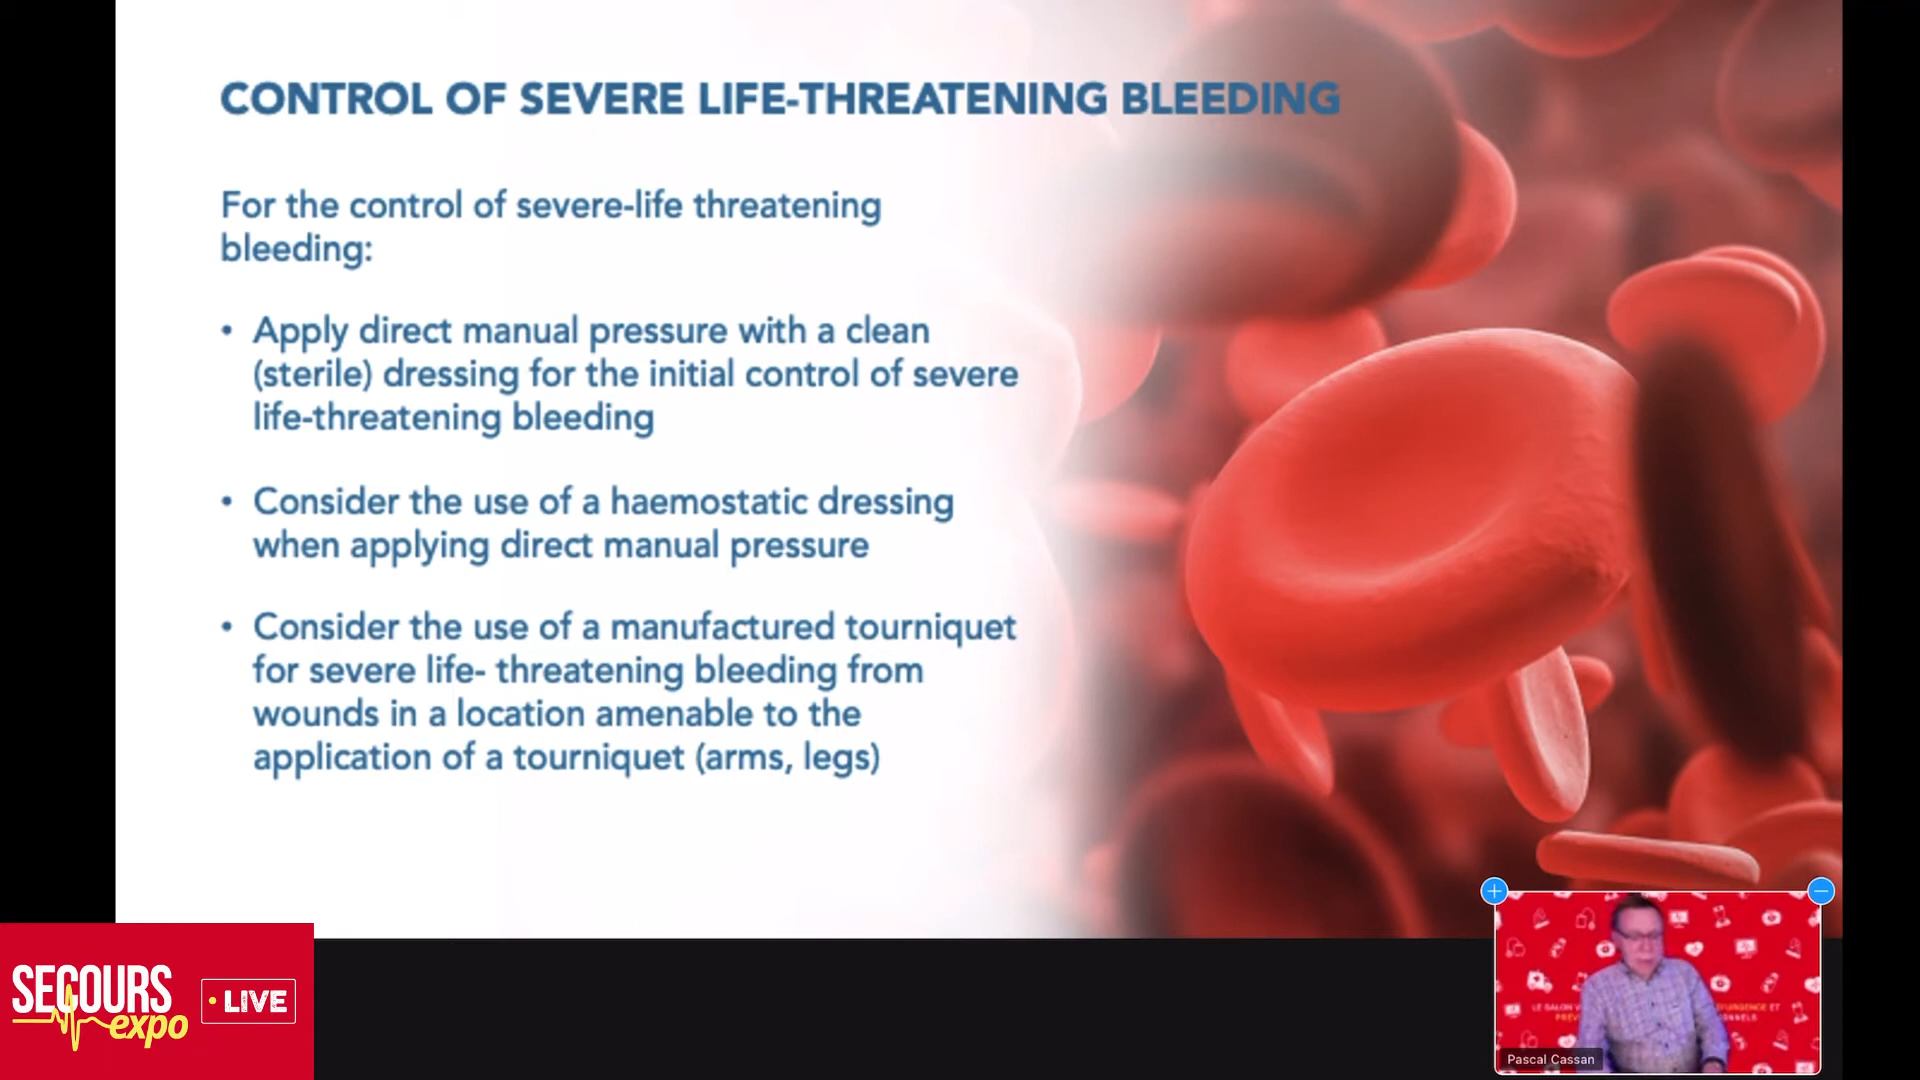 CONTROL OF SEVERE LIFE-THREATENING BLEEDING
For the control of severe-life threatening
bleeding:
• Apply direct manual pressure with a clean
(sterile) dressing for the initial control of severe
life-threatening bleeding
• Consider the use of a haemostatic dressing
when applying direct manual pressure
• Consider the use of a manufactured tourniquet
for severe life- threatening bleeding from
wounds in a location amenable to the
application of a tourniquet (arms, legs)
SECOURS
expo
• LIVE
LE SALON
ET
Pascal Cassan